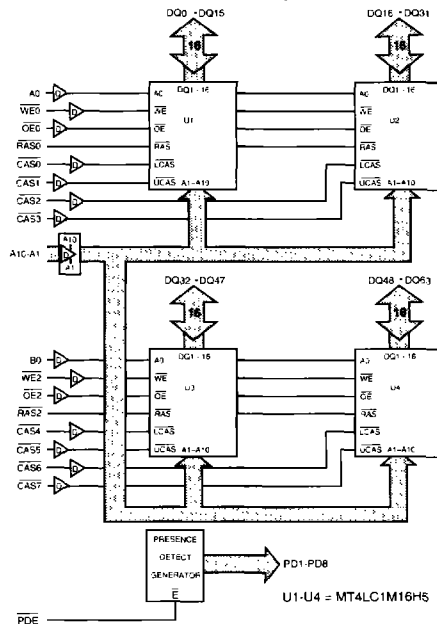 DQ0 - DQ15
DQ16 - DQ31
16
16
A0
D
A0
DQ1 - 16
A0
DQ1 - 16
WE0
D
WE
WE
OE0
D
OE
U1
OE
U2
RAS0
RAS
RAS
CAS0
D
LCAS
LCAS
CAS1
D
UCAS A1-A10
UCAS A1-A10
CAS2
D
CAS3
D
A10
A10-A1
D
A1
DQ32 - DQ47
DQ48 - DQ63
16
16
B0
D
A0
DQ1 - 16
A0
DQ1 - 16
WE2
D
WE
U3
WE
U4
OE2
D
OE
OE
RAS2
RAS
RAS
CAS4
D
LCAS
LCAS
CAS5
D
UCAS A1-A10
UCAS A1-A10
CAS6
D
CAS7
D
PRESENCE
DETECT
GENERATOR
E
PD1-PD8
U1-U4 = MT4LC1M16H5
PDE